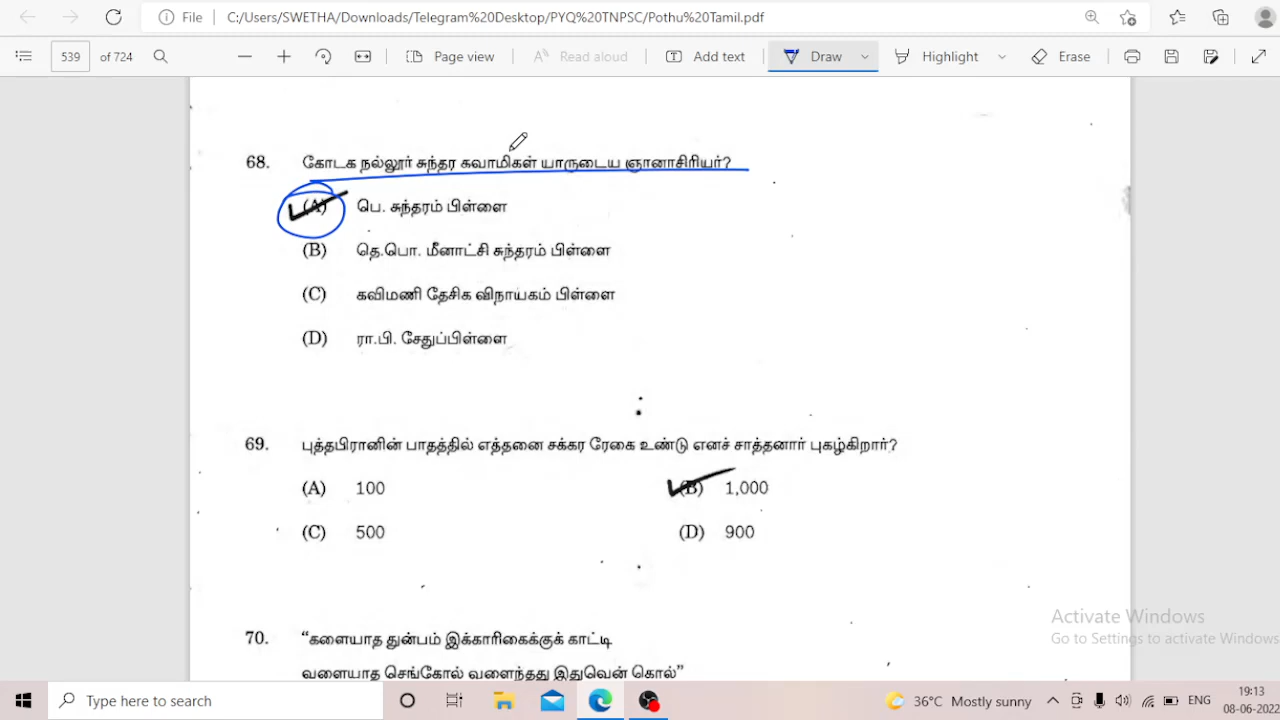 File C:/Users/SWETHA/Downloads/Telegram%20Desktop/PYQ%20TNPSC/Pothu%20Tamil.pdf
539 of 724 Page view Read aloud Add text Draw Highlight Erase
68. கோடக நல்லூர் சுந்தர சுவாமிகள் யாருடைய ஞானாசிரியர்?
(A) பெ. சுந்தரம் பிள்ளை
(B) தெ.பொ. மீனாட்சி சுந்தரம் பிள்ளை
(C) கவிமணி தேசிக விநாயகம் பிள்ளை
(D) ரா.பி. சேதுப்பிள்ளை
69. புத்தபிரானின் பாதத்தில் எத்தனை சக்கர ரேகை உண்டு எனச் சாத்தனார் புகழ்கிறார்?
(A) 100 (B) 1,000
(C) 500 (D) 900
70. “களையாத துன்பம் இக்காரிகைக்குக் காட்டி
வளையாத செங்கோல் வளைந்தது இதுவென் கொல்”
Activate Windows
Go to Settings to activate Windows
Type here to search 36°C Mostly sunny ENG 19:13
08-06-2022